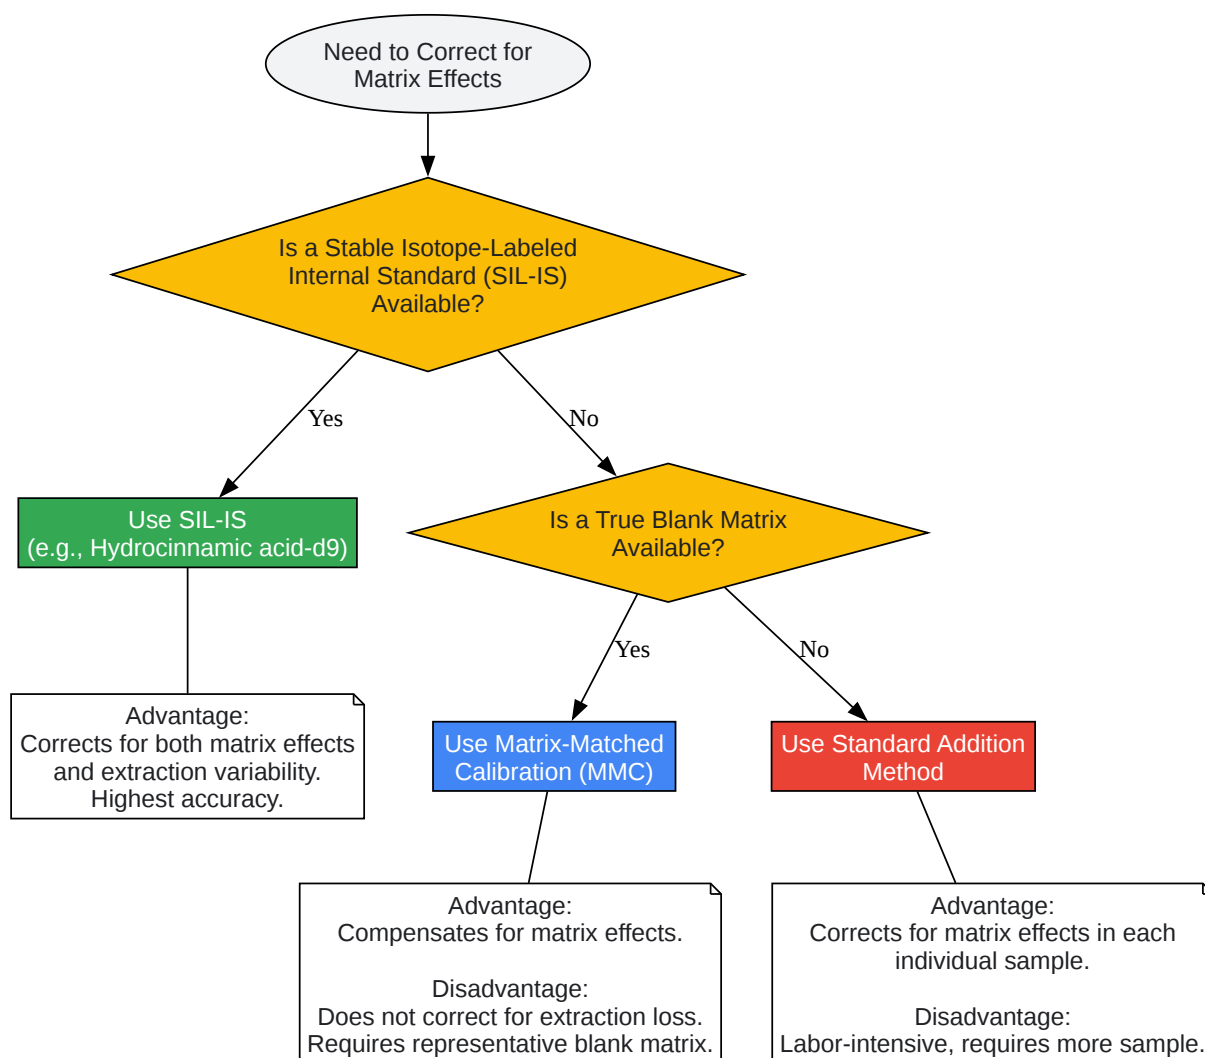 Need to Correct for
Matrix Effects
Is a Stable Isotope-Labeled
Internal Standard (SIL-IS)
Available?
Yes
No
Use SIL-IS
(e.g., Hydrocinnamic acid-d9)
Is a True Blank Matrix
Available?
Yes
No
Advantage:
Corrects for both matrix effects
and extraction variability.
Highest accuracy.
Use Matrix-Matched
Calibration (MMC)
Use Standard Addition
Method
Advantage:
Compensates for matrix effects.
Disadvantage:
Does not correct for extraction loss.
Requires representative blank matrix.
Advantage:
Corrects for matrix effects in each
individual sample.
Disadvantage:
Labor-intensive, requires more sample.